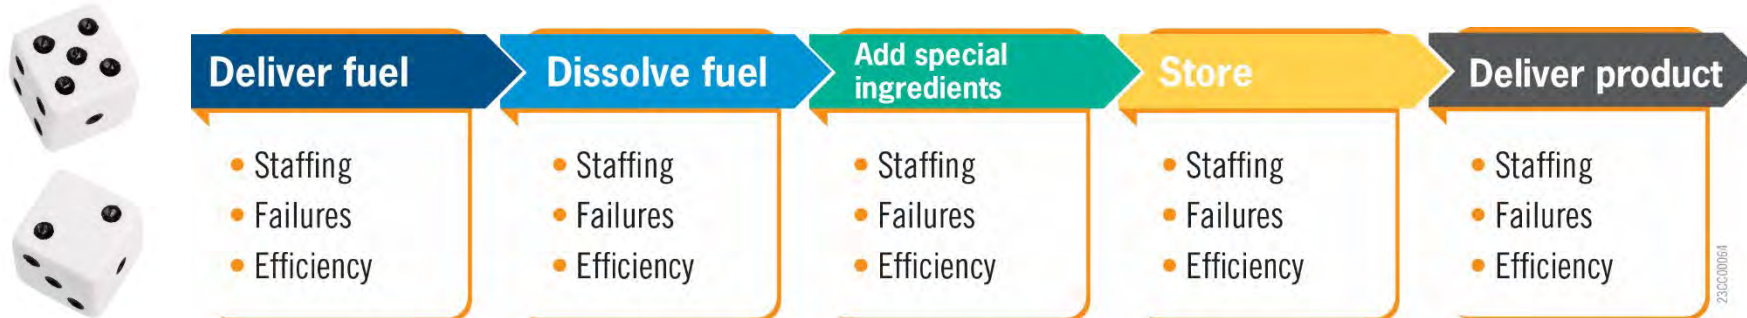 Deliver fuel
Dissolve fuel
Add special
ingredients
Store
Deliver product
• Staffing
• Failures
• Efficiency
• Staffing
• Failures
• Efficiency
• Staffing
• Failures
• Efficiency
• Staffing
• Failures
• Efficiency
• Staffing
• Failures
• Efficiency
23CC00064